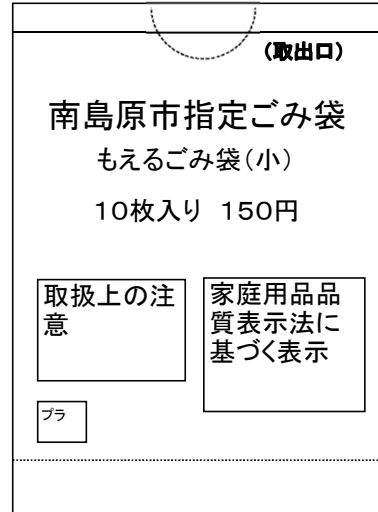 (取出口)
南島原市指定ごみ袋
もえるごみ袋(小)
10枚入り 150円
取扱上の注
意
家庭用品品
質表示法に
基づく表示
プラ